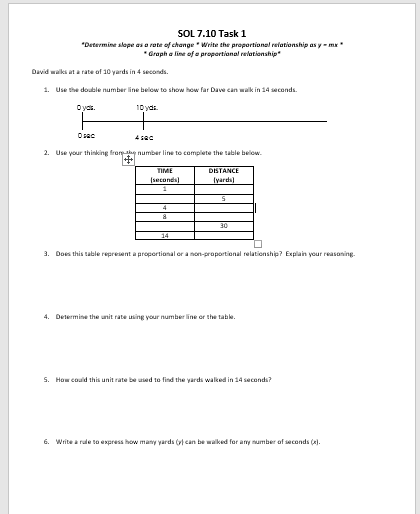 SOL 7.10 Task 1
*Determine slope as a rate of change * Write the proportional relationship as y = mx *
* Graph a line of a proportional relationship*
David walks at a rate of 10 yards in 4 seconds.
1. Use the double number line below to show how far Dave can walk in 14 seconds.
0 yds. 10 yds.
0 sec 4 sec
2. Use your thinking from the number line to complete the table below.
TIME DISTANCE
(seconds) (yards)
1
5
4
8
30
14
3. Does this table represent a proportional or a non-proportional relationship? Explain your reasoning.
4. Determine the unit rate using your number line or the table.
5. How could this unit rate be used to find the yards walked in 14 seconds?
6. Write a rule to express how many yards (y) can be walked for any number of seconds (x).